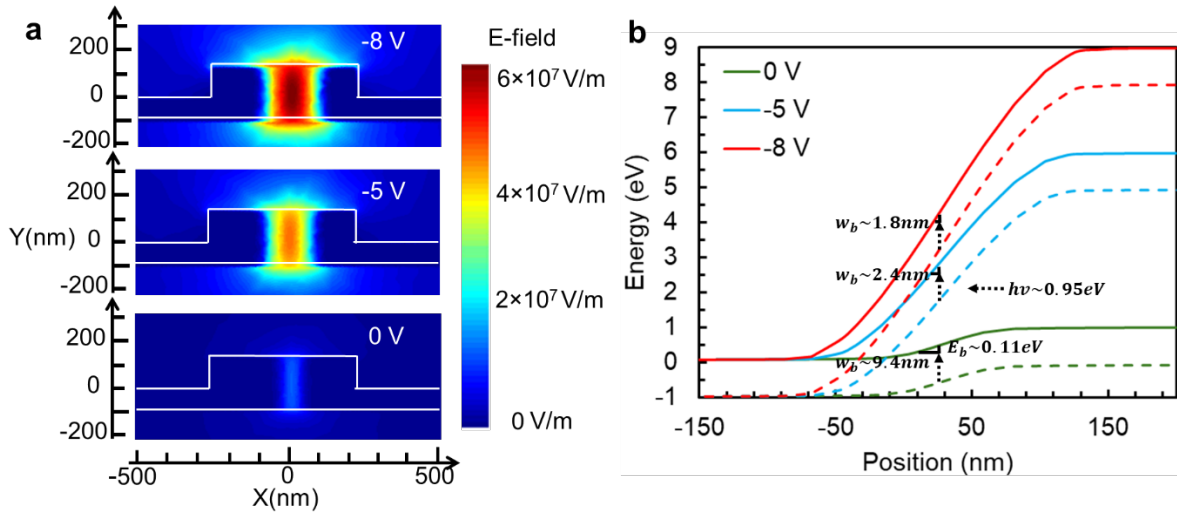 a
200
0
-200
-8 V
Y(nm)
200
0
-200
-5 V
200
0
-200
0 V
-500
0
500
X(nm)
E-field
6×10⁷ V/m
4×10⁷ V/m
2×10⁷ V/m
0 V/m
b
9
8
7
6
5
4
3
2
1
0
-1
Energy (eV)
0 V
-5 V
-8 V
w_b~1.8nm
w_b~2.4nm
hν~0.95eV
E_b~0.11eV
w_b~9.4nm
-150
-50
50
150
Position (nm)